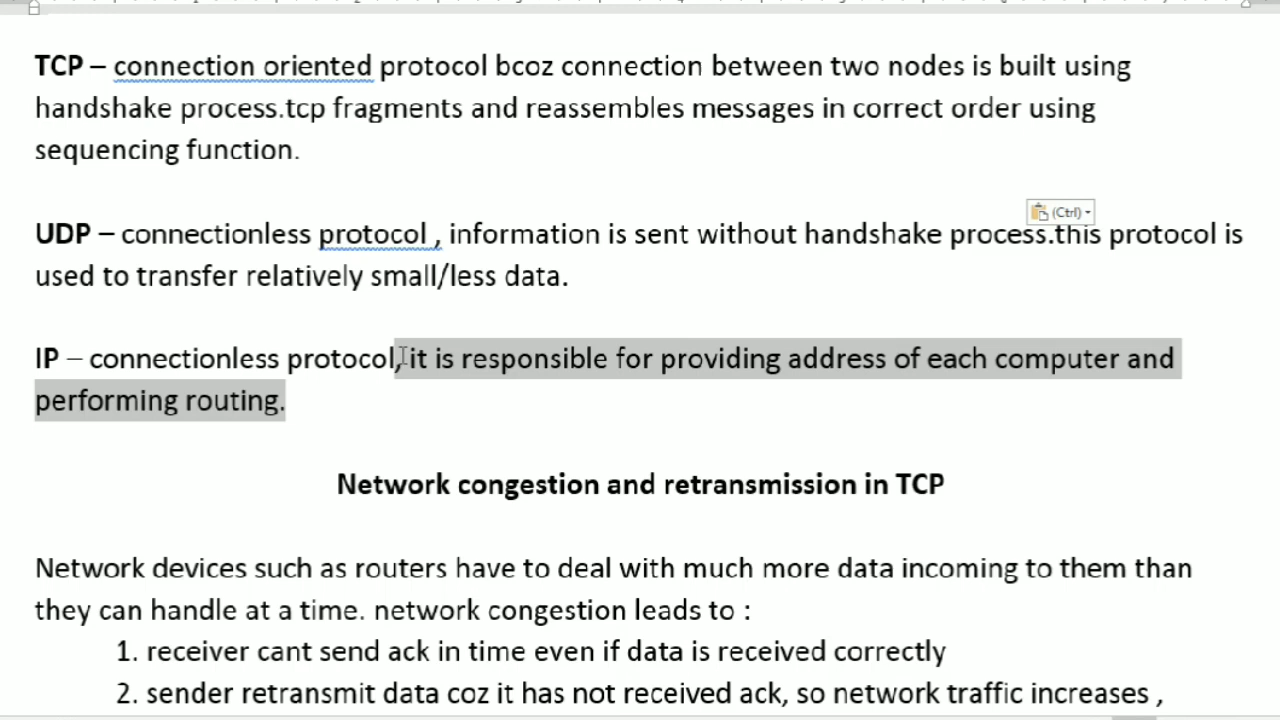 TCP – connection oriented protocol bcoz connection between two nodes is built using
handshake process.tcp fragments and reassembles messages in correct order using
sequencing function.
(Ctrl)
UDP – connectionless protocol , information is sent without handshake process.this protocol is
used to transfer relatively small/less data.
IP – connectionless protocol, it is responsible for providing address of each computer and
performing routing.
Network congestion and retransmission in TCP
Network devices such as routers have to deal with much more data incoming to them than
they can handle at a time. network congestion leads to :
1. receiver cant send ack in time even if data is received correctly
2. sender retransmit data coz it has not received ack, so network traffic increases ,